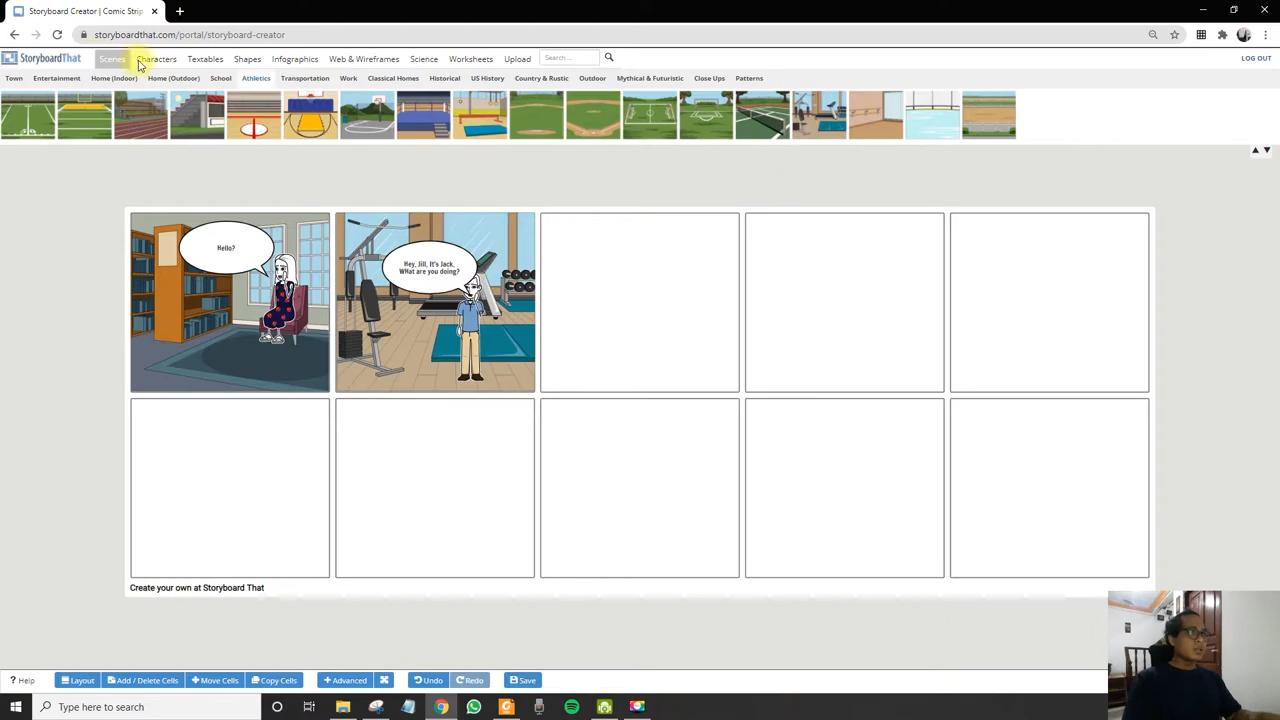 Storyboard Creator | Comic Strip
storyboardthat.com/portal/storyboard-creator
StoryboardThat
Scenes Characters Textables Shapes Infographics Web & Wireframes Science Worksheets Upload Search ... LOG OUT
Town Entertainment Home (Indoor) Home (Outdoor) School Athletics Transportation Work Classical Homes Historical US History Country & Rustic Outdoor Mythical & Futuristic Close Ups Patterns
Hello?
Hey, Jill, It's Jack,
WHat are you doing?
Create your own at Storyboard That
? Help Layout Add / Delete Cells Move Cells Copy Cells Advanced Undo Redo Save
Type here to search